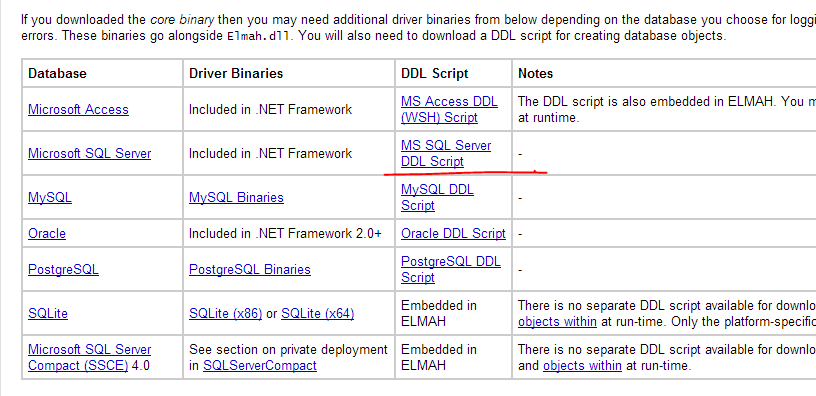 If you downloaded the core binary then you may need additional driver binaries from below depending on the database you choose for loggi
errors. These binaries go alongside Elmah.dll. You will also need to download a DDL script for creating database objects.
Database Driver Binaries DDL Script Notes
Microsoft Access Included in .NET Framework MS Access DDL (WSH) Script The DDL script is also embedded in ELMAH. You m
at runtime.
Microsoft SQL Server Included in .NET Framework MS SQL Server DDL Script -
MySQL MySQL Binaries MySQL DDL Script -
Oracle Included in .NET Framework 2.0+ Oracle DDL Script -
PostgreSQL PostgreSQL Binaries PostgreSQL DDL Script -
SQLite SQLite (x86) or SQLite (x64) Embedded in ELMAH There is no separate DDL script available for downlo
objects within at run-time. Only the platform-specific
Microsoft SQL Server Compact (SSCE) 4.0 See section on private deployment in SQLServerCompact Embedded in ELMAH There is no separate DDL script available for downlo
and objects within at run-time.